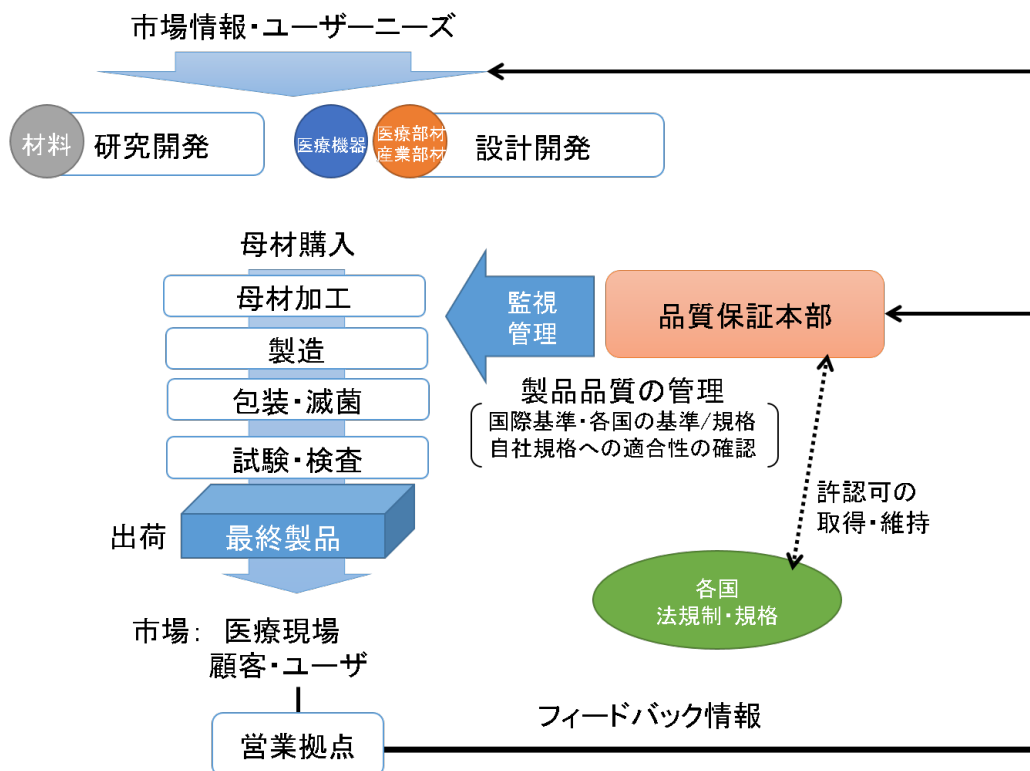 市場情報・ユーザーニーズ
材料
研究開発
医療機器
医療部材
産業部材
設計開発
母材購入
母材加工
製造
包装・滅菌
試験・検査
出荷
最終製品
監視
管理
品質保証本部
製品品質の管理
国際基準・各国の基準/規格
自社規格への適合性の確認
許認可の
取得・維持
各国
法規制・規格
市場: 医療現場
顧客・ユーザ
営業拠点
フィードバック情報